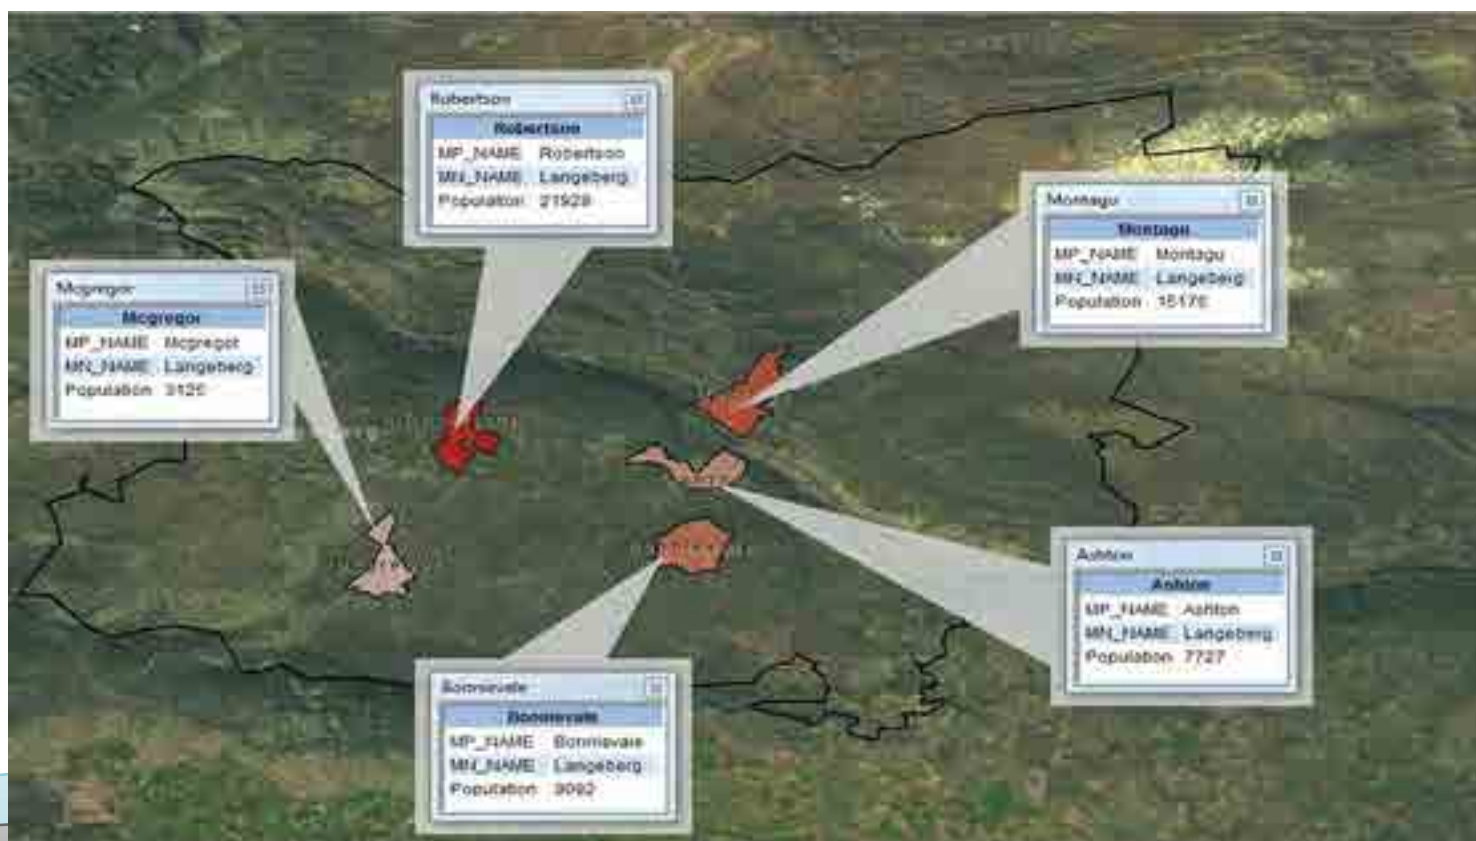 Robertson
Robertson
MP_NAME Robertson
MN_NAME Langeberg
Population 21929
Montagu
Montagu
MP_NAME Montagu
MN_NAME Langeberg
Population 15176
Mcgregor
Mcgregor
MP_NAME Mcgregor
MN_NAME Langeberg
Population 3125
Ashton
Ashton
MP_NAME Ashton
MN_NAME Langeberg
Population 7727
Bonnievale
Bonnievale
MP_NAME Bonnievale
MN_NAME Langeberg
Population 9092